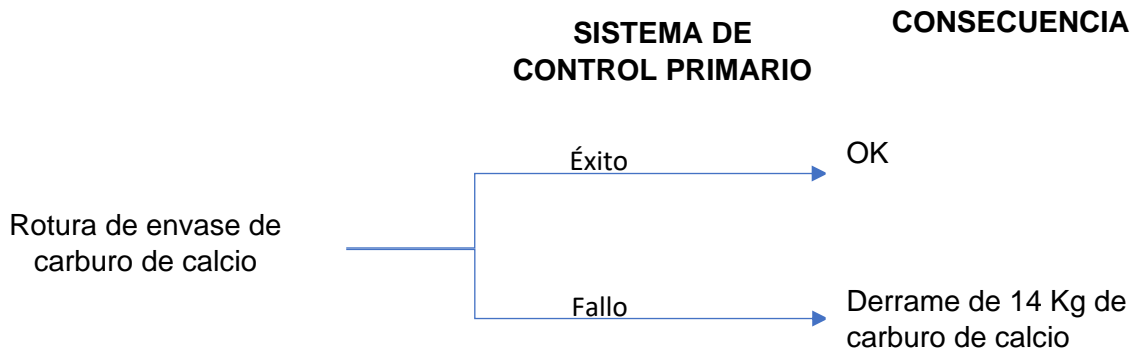 SISTEMA DE
CONTROL PRIMARIO
CONSECUENCIA
Éxito
OK
Rotura de envase de
carburo de calcio
Fallo
Derrame de 14 Kg de
carburo de calcio